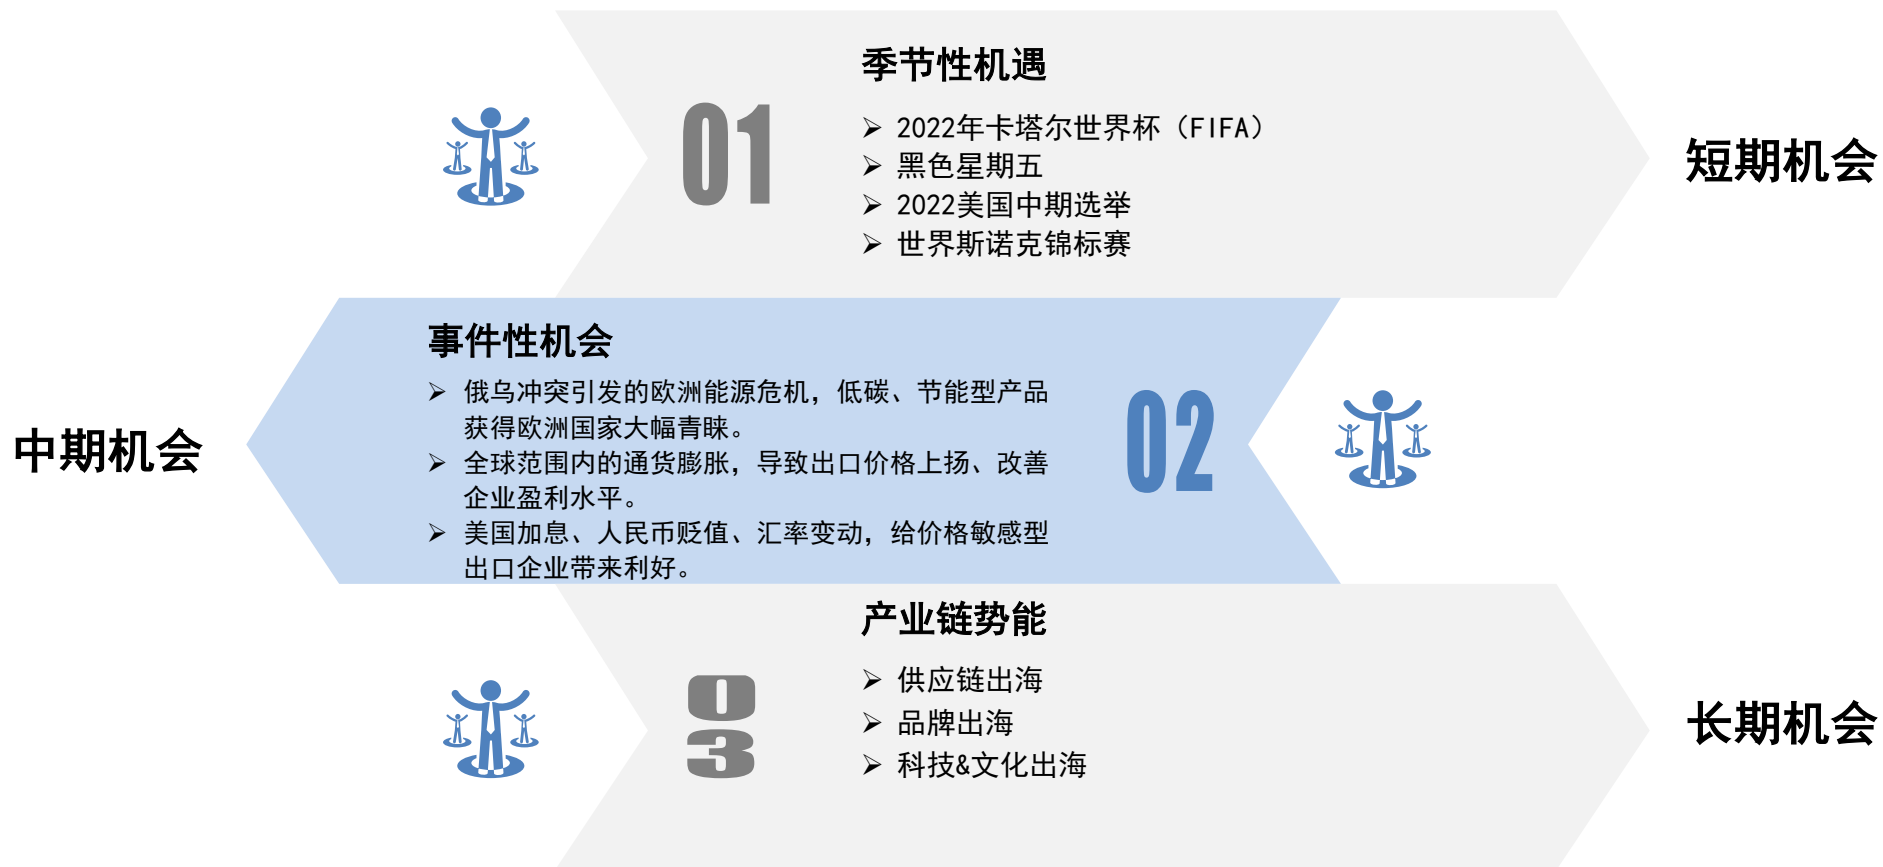 季节性机遇
01
➢ 2022年卡塔尔世界杯（FIFA）
➢ 黑色星期五
➢ 2022美国中期选举
➢ 世界斯诺克锦标赛
短期机会
事件性机会
➢ 俄乌冲突引发的欧洲能源危机，低碳、节能型产品
获得欧洲国家大幅青睐。
➢ 全球范围内的通货膨胀，导致出口价格上扬、改善
企业盈利水平。
➢ 美国加息、人民币贬值、汇率变动，给价格敏感型
出口企业带来利好。
02
中期机会
产业链势能
03
➢ 供应链出海
➢ 品牌出海
➢ 科技&文化出海
长期机会